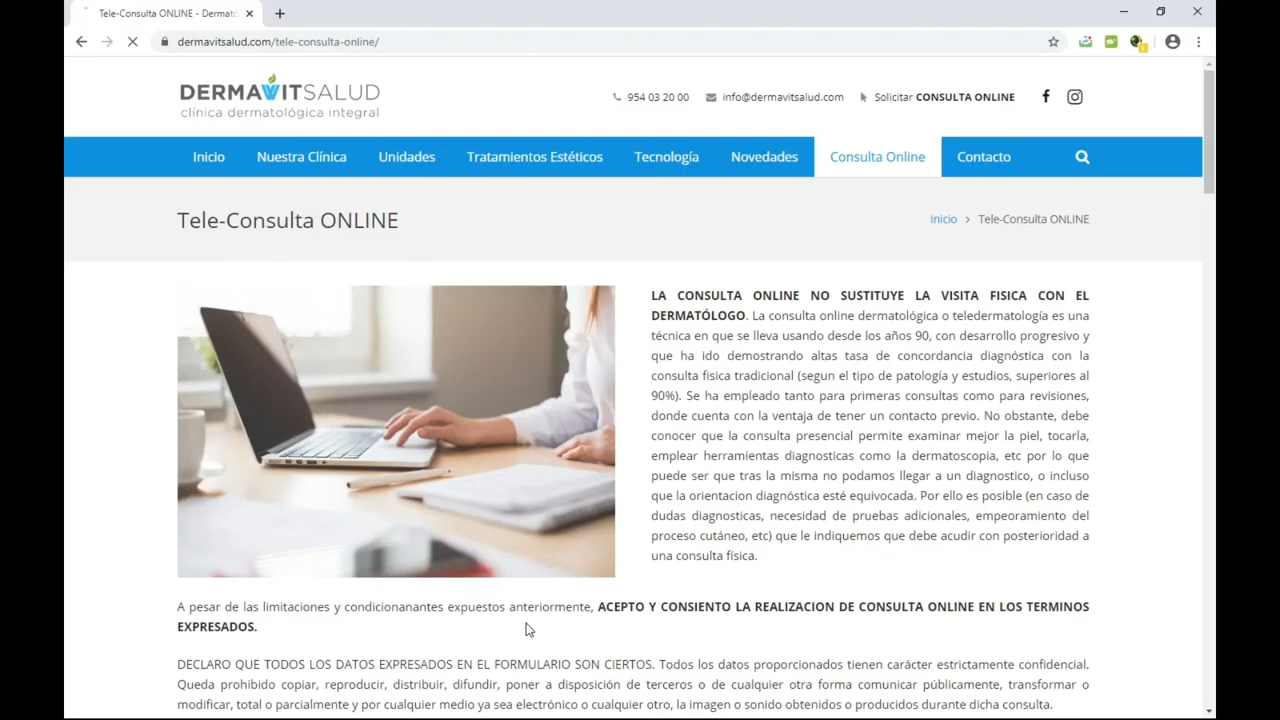 Tele-Consulta ONLINE - Dermato
dermavitsalud.com/tele-consulta-online/
DERMAVITSALUD
clínica dermatológica integral
954 03 20 00 info@dermavitsalud.com Solicitar CONSULTA ONLINE
Inicio Nuestra Clínica Unidades Tratamientos Estéticos Tecnología Novedades Consulta Online Contacto
Tele-Consulta ONLINE
Inicio > Tele-Consulta ONLINE
LA CONSULTA ONLINE NO SUSTITUYE LA VISITA FISICA CON EL
DERMATÓLOGO. La consulta online dermatológica o teledermatología es una
técnica en que se lleva usando desde los años 90, con desarrollo progresivo y
que ha ido demostrando altas tasa de concordancia diagnóstica con la
consulta fisica tradicional (segun el tipo de patología y estudios, superiores al
90%). Se ha empleado tanto para primeras consultas como para revisiones,
donde cuenta con la ventaja de tener un contacto previo. No obstante, debe
conocer que la consulta presencial permite examinar mejor la piel, tocarla,
emplear herramientas diagnosticas como la dermatoscopia, etc por lo que
puede ser que tras la misma no podamos llegar a un diagnostico, o incluso
que la orientacion diagnóstica esté equivocada. Por ello es posible (en caso de
dudas diagnosticas, necesidad de pruebas adicionales, empeoramiento del
proceso cutáneo, etc) que le indiquemos que debe acudir con posterioridad a
una consulta física.
A pesar de las limitaciones y condicionanantes expuestos anteriormente, ACEPTO Y CONSIENTO LA REALIZACION DE CONSULTA ONLINE EN LOS TERMINOS
EXPRESADOS.
DECLARO QUE TODOS LOS DATOS EXPRESADOS EN EL FORMULARIO SON CIERTOS. Todos los datos proporcionados tienen carácter estrictamente confidencial.
Queda prohibido copiar, reproducir, distribuir, difundir, poner a disposición de terceros o de cualquier otra forma comunicar públicamente, transformar o
modificar, total o parcialmente y por cualquier medio ya sea electrónico o cualquier otro, la imagen o sonido obtenidos o producidos durante dicha consulta.